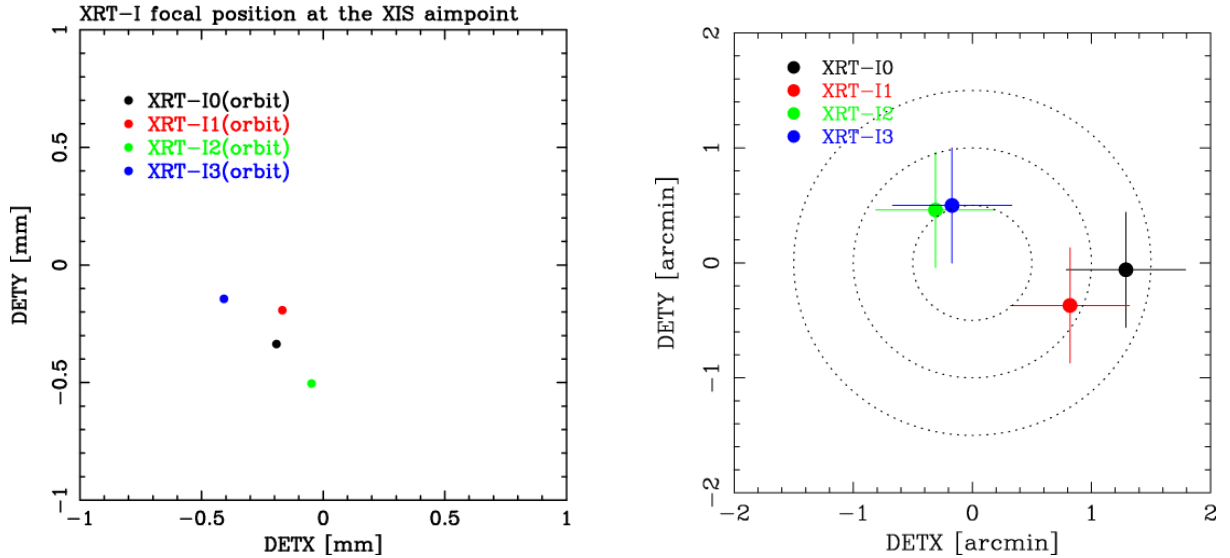 XRT-I focal position at the XIS aimpoint
1
0.5
0
−0.5
−1
DETY [mm]
XRT-I0(orbit)
XRT-I1(orbit)
XRT-I2(orbit)
XRT-I3(orbit)
−1
−0.5
0
0.5
1
DETX [mm]
2
1
0
−1
−2
DETY [arcmin]
XRT-I0
XRT-I1
XRT-I2
XRT-I3
−2
−1
0
1
2
DETX [arcmin]